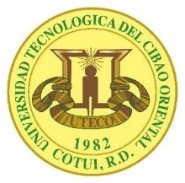 UNIVERSIDAD TECNOLOGICA DEL CIBAO ORIENTAL
UTECO
1982
COTUI, R.D.